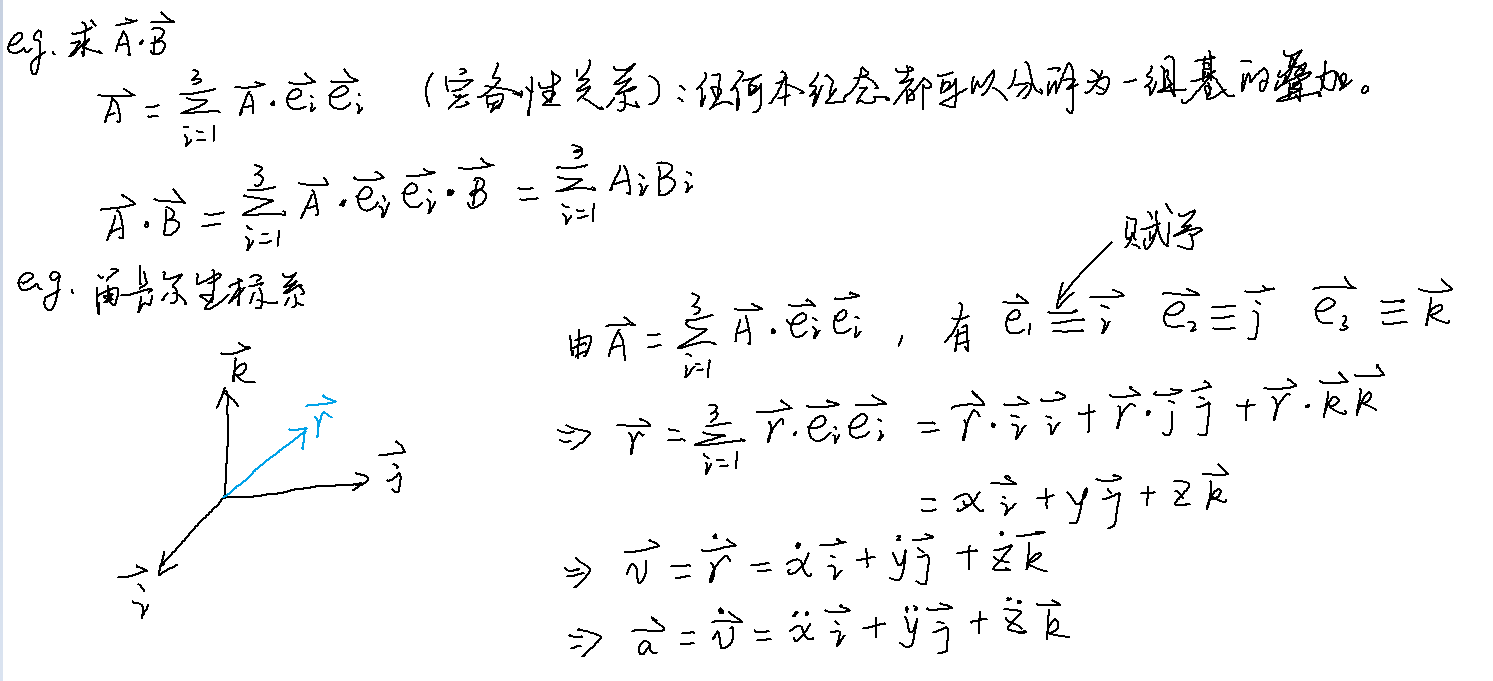 e.g. 求 $\vec{A}\cdot\vec{B}$
$\vec{A} = \sum_{i=1}^{3} \vec{A}\cdot\vec{e_i}\vec{e_i}$ (完备性关系):任何本征态都可以分解为一组基的叠加。
$\vec{A}\cdot\vec{B} = \sum_{i=1}^{3} \vec{A}\cdot\vec{e_i}\vec{e_i}\cdot\vec{B} = \sum_{i=1}^{3} A_iB_i$
赋予
e.g. 笛卡尔坐标系
由 $\vec{A} = \sum_{i=1}^{3} \vec{A}\cdot\vec{e_i}\vec{e_i}$ , 有 $\vec{e}_1 \equiv \vec{i}$ $\vec{e_2} \equiv \vec{j}$ $\vec{e_3} \equiv \vec{k}$
$\vec{k}$
$\vec{r}$
$\vec{j}$
$\vec{i}$
$\Rightarrow \vec{r} = \sum_{i=1}^{3} \vec{r}\cdot\vec{e_i}\vec{e_i} = \vec{r}\cdot\vec{i}\vec{i} + \vec{r}\cdot\vec{j}\vec{j} + \vec{r}\cdot\vec{k}\vec{k}$
$= x\vec{i} + y\vec{j} + z\vec{k}$
$\Rightarrow \vec{v} = \dot{\vec{r}} = \dot{x}\vec{i} + \dot{y}\vec{j} + \dot{z}\vec{k}$
$\Rightarrow \vec{a} = \dot{\vec{v}} = \ddot{x}\vec{i} + \ddot{y}\vec{j} + \ddot{z}\vec{k}$